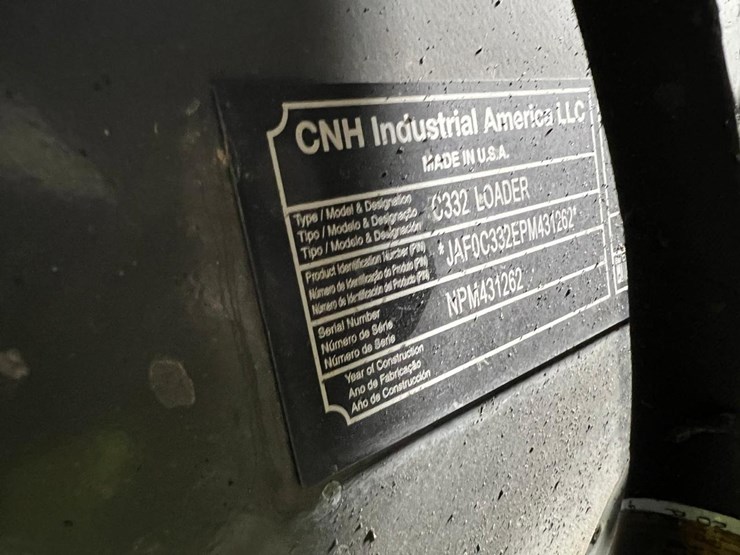 CNH Industrial America LLC
MADE IN U.S.A.
Type / Model & Designation
Tipo / Modelo & Designação
Tipo / Modelo & Designación
C332 LOADER
Product Identification Number (PIN)
Número de Identificação do Produto (PIN)
Número de Identificación del Producto (PIN)
*JAF0C332EPM431262*
Serial Number
Número de Série
Número de Serie
NPM431262
Year of Construction
Ano de Fabricação
Año de Construcción